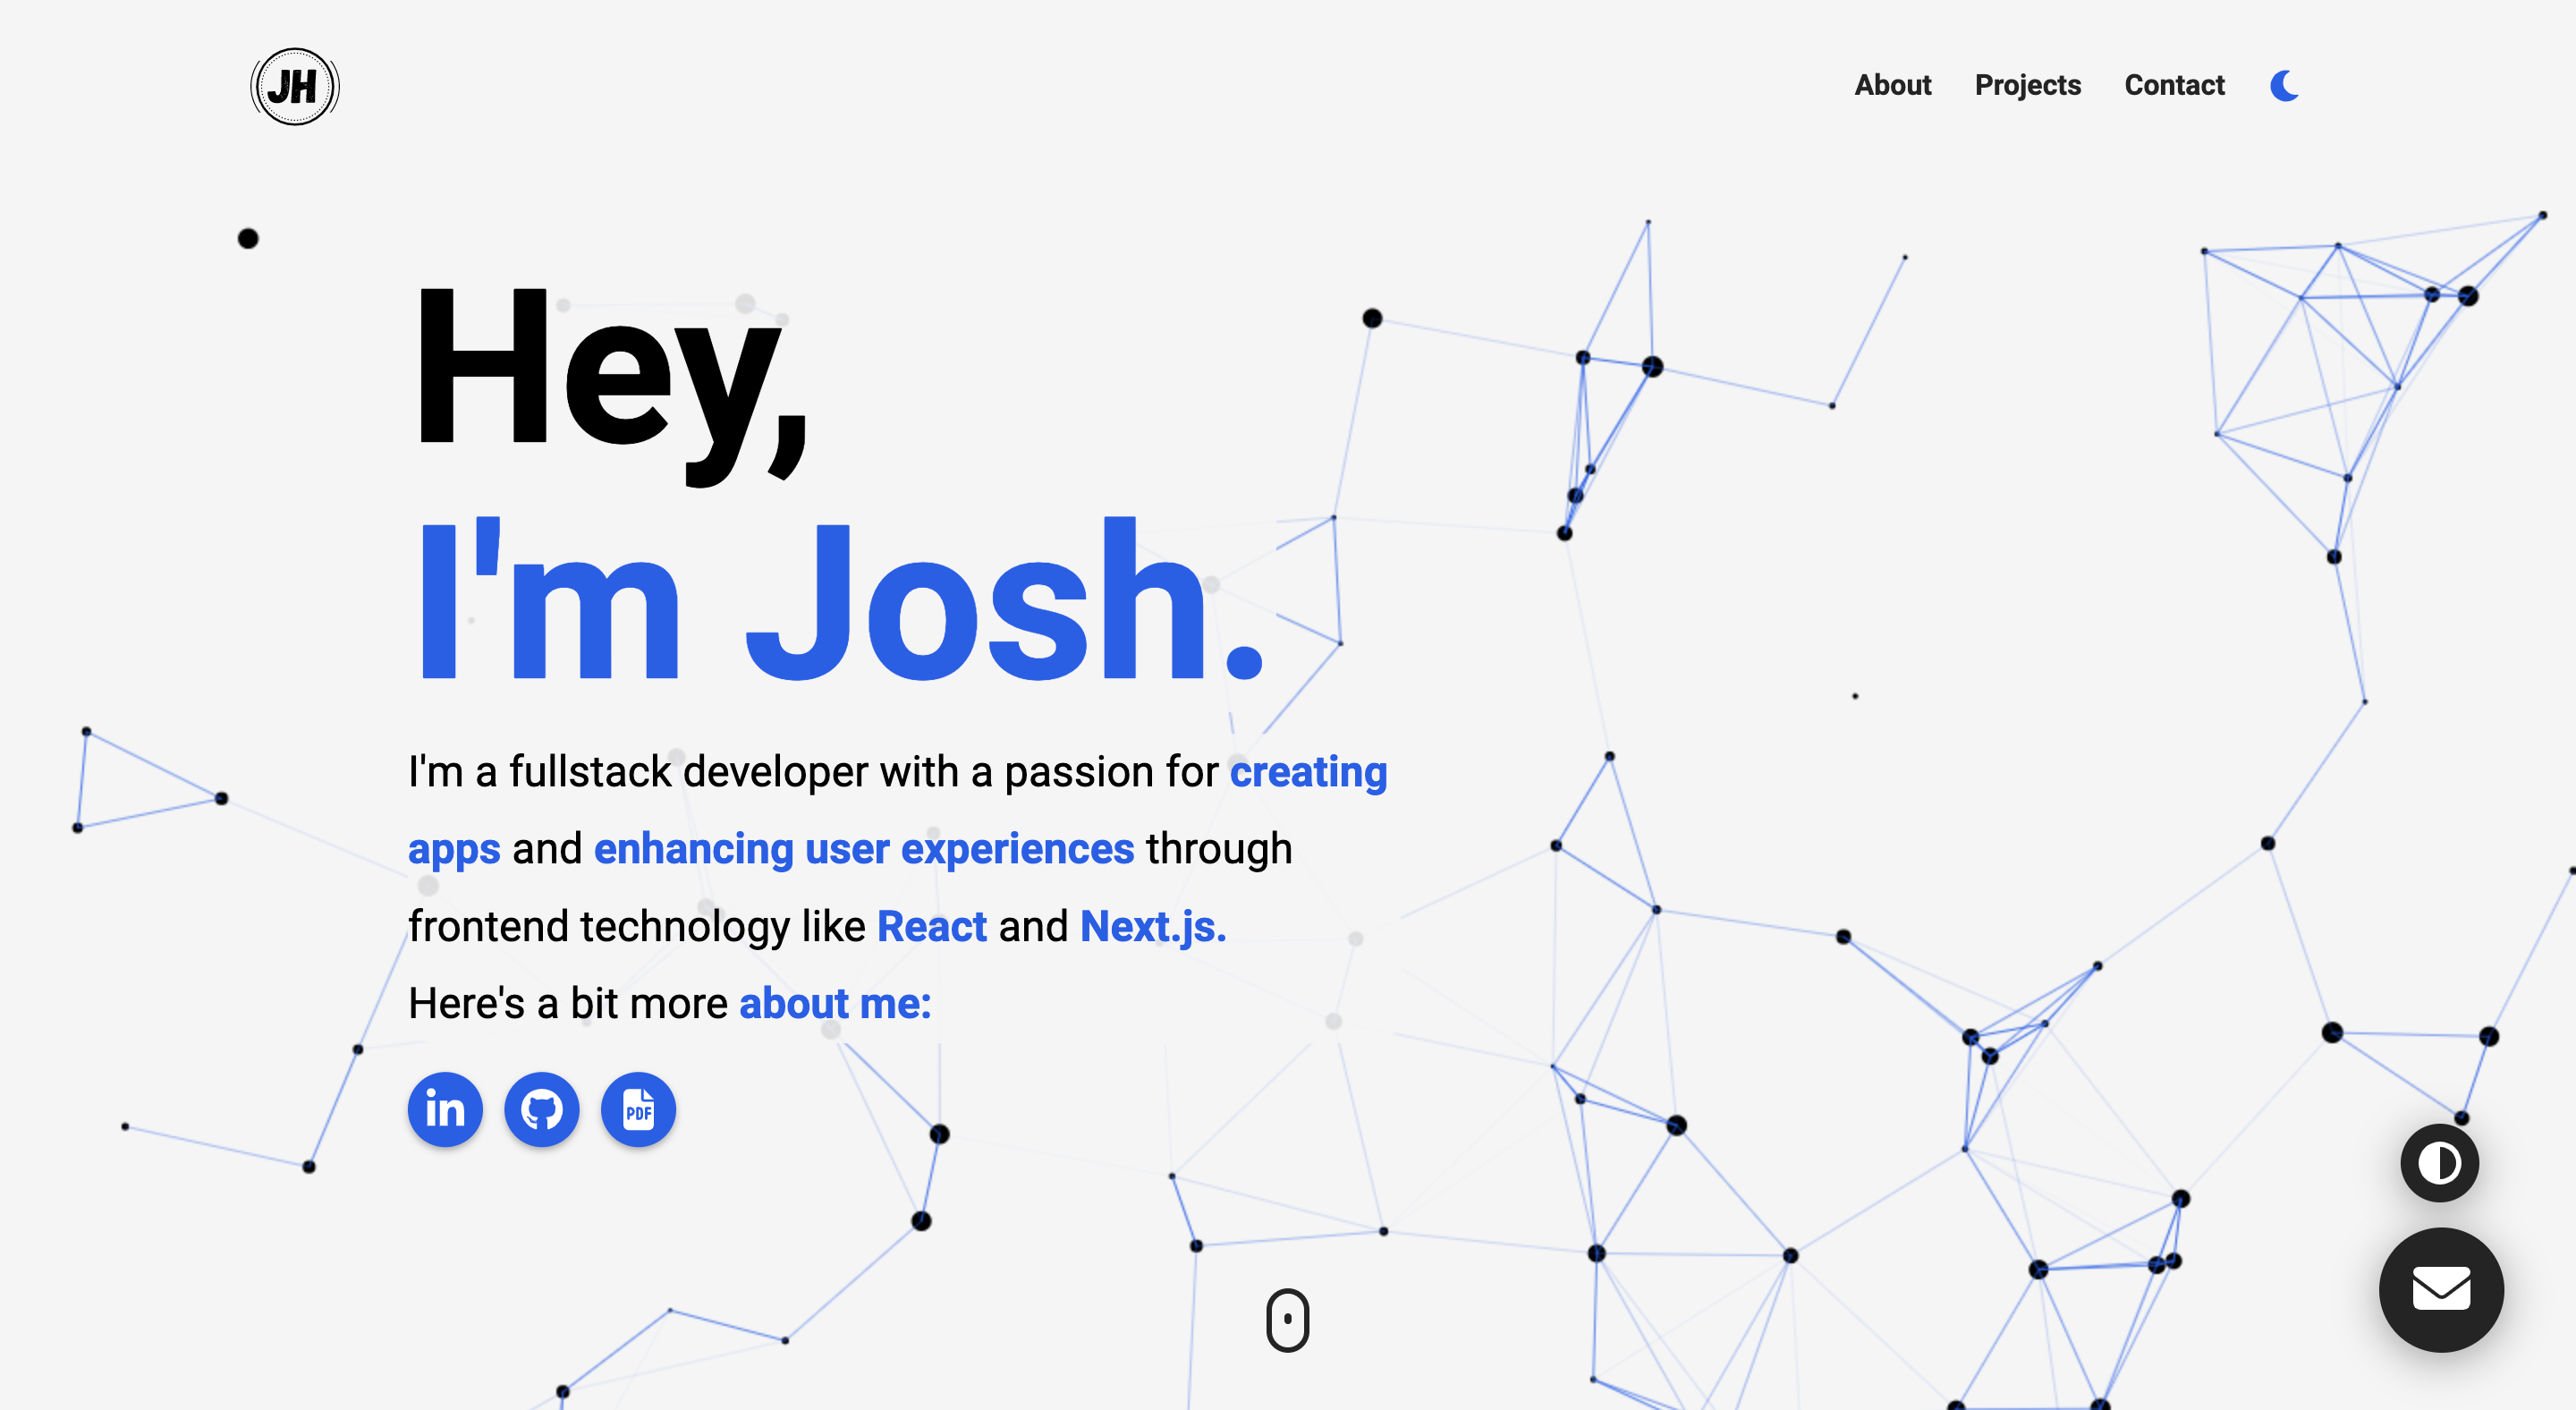 JH
About Projects Contact
Hey,
I'm Josh.
I'm a fullstack developer with a passion for creating
apps and enhancing user experiences through
frontend technology like React and Next.js.
Here's a bit more about me:
in
PDF